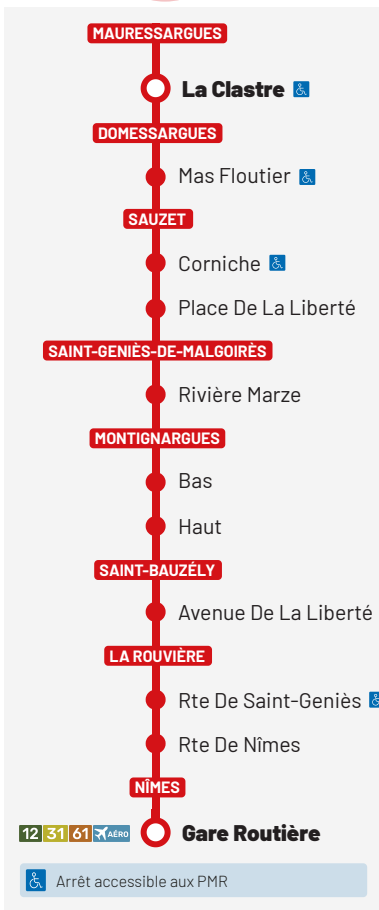 MAURESSARGUES
La Clastre
DOMESSARGUES
Mas Floutier
SAUZET
Corniche
Place De La Liberté
SAINT-GENIÈS-DE-MALGOIRÈS
Rivière Marze
MONTIGNARGUES
Bas
Haut
SAINT-BAUZÉLY
Avenue De La Liberté
LA ROUVIÈRE
Rte De Saint-Geniès
Rte De Nîmes
NÎMES
12 31 61 AÉRO Gare Routière
Arrêt accessible aux PMR